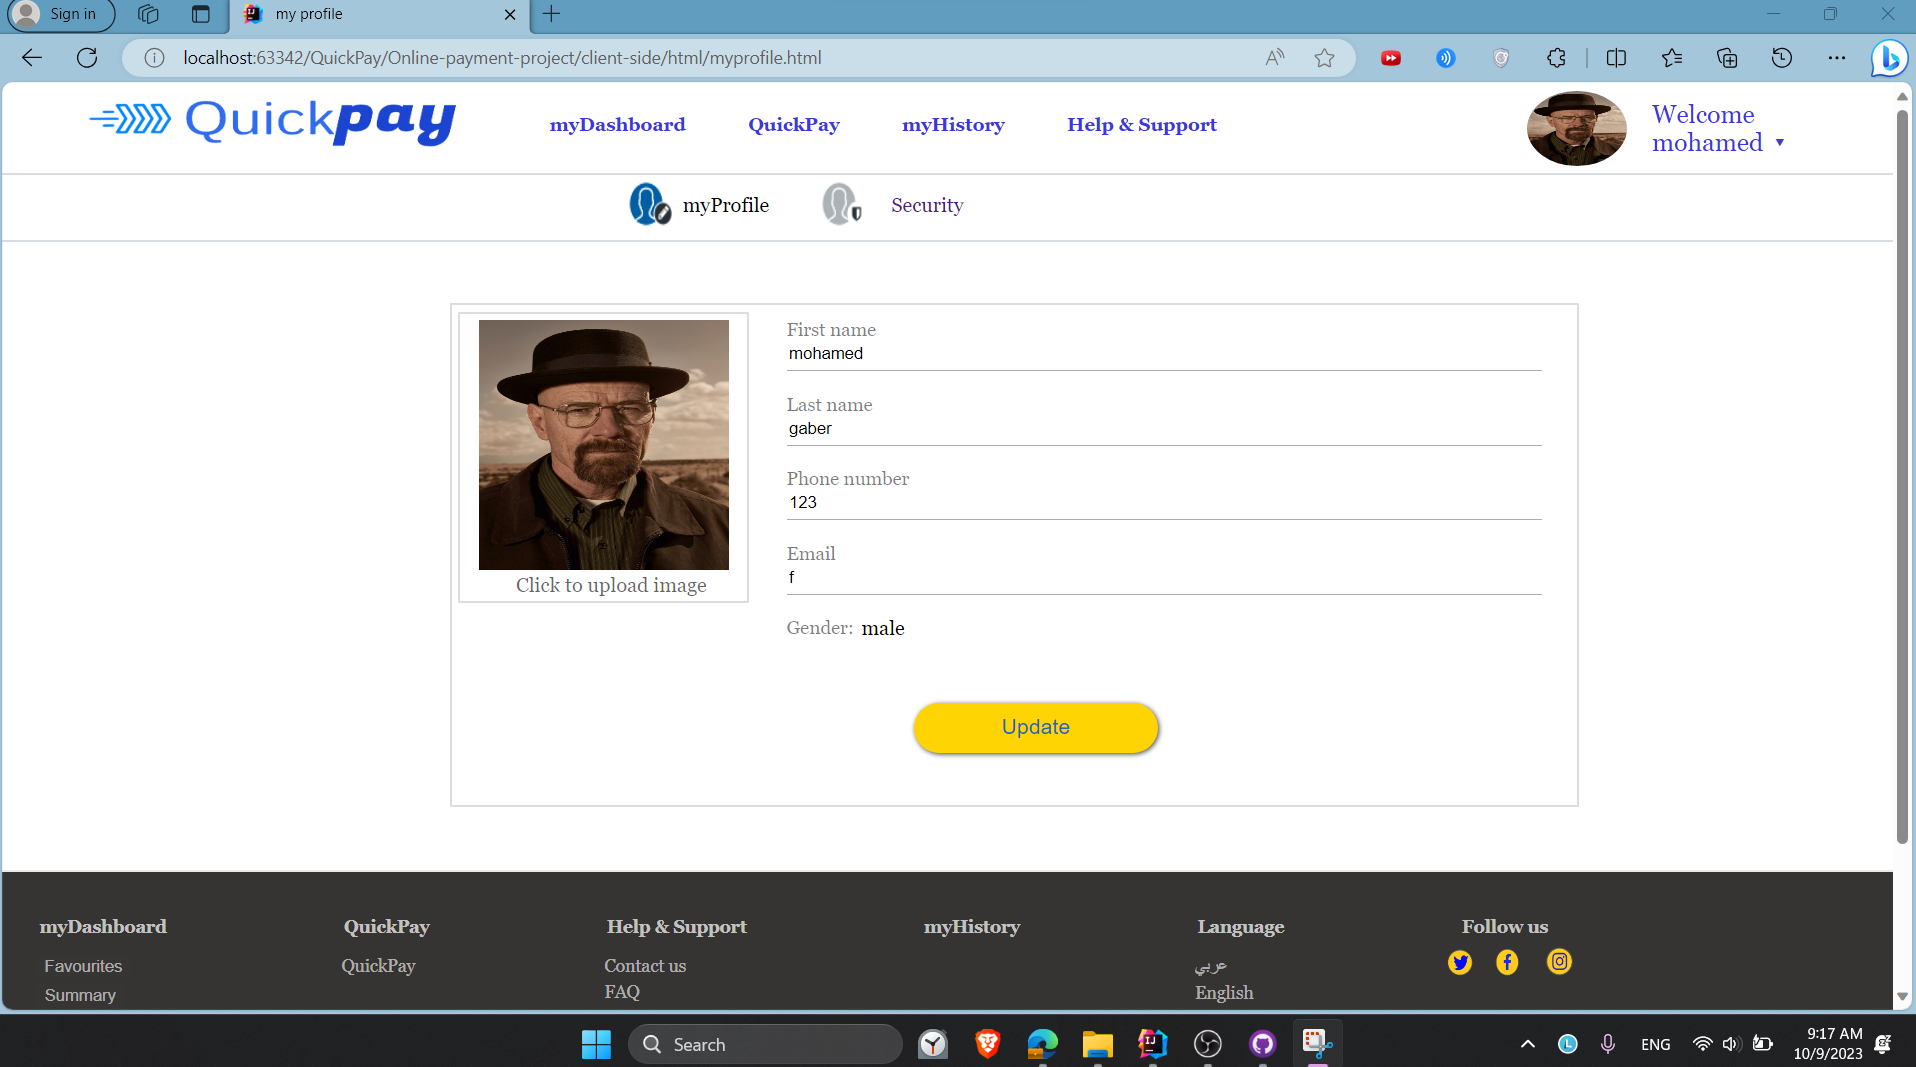 Sign in
my profile
localhost:63342/QuickPay/Online-payment-project/client-side/html/myprofile.html
Quickpay
myDashboard
QuickPay
myHistory
Help & Support
Welcome
mohamed
myProfile
Security
Click to upload image
First name
mohamed
Last name
gaber
Phone number
123
Email
f
Gender: male
Update
myDashboard
Favourites
Summary
QuickPay
QuickPay
Help & Support
Contact us
FAQ
myHistory
Language
عربي
English
Follow us
Search
ENG
9:17 AM
10/9/2023